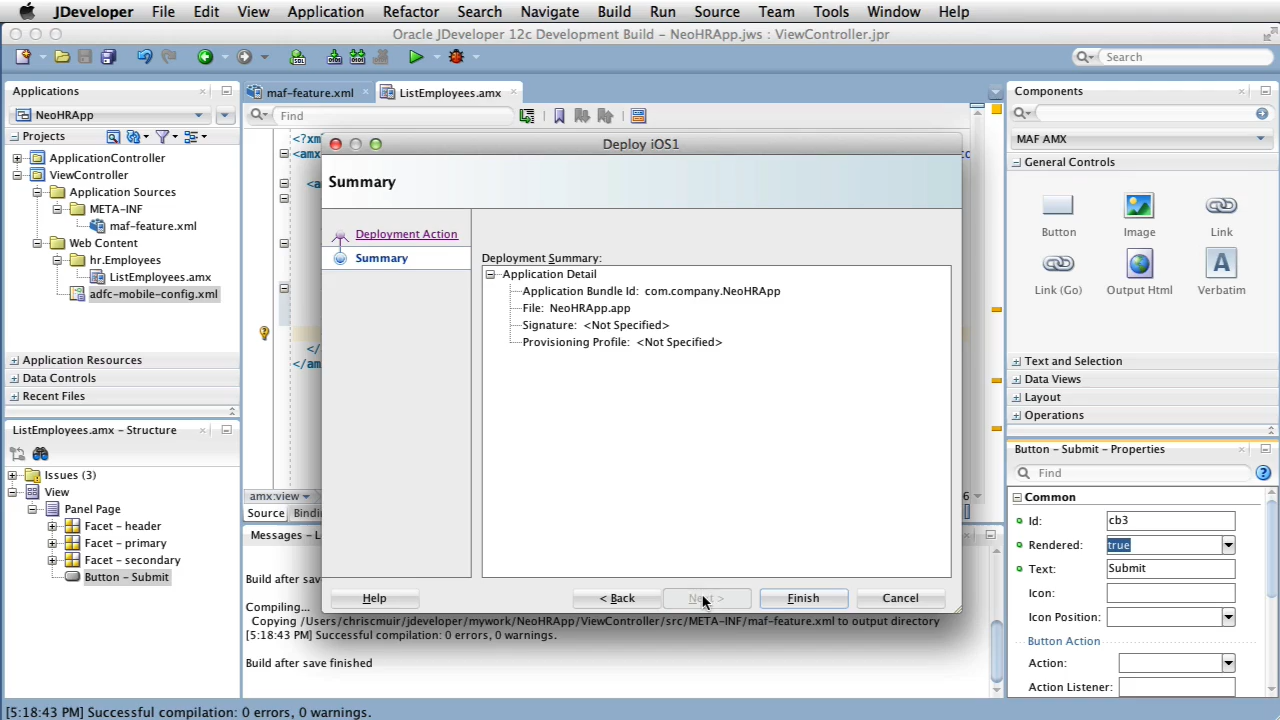 JDeveloper File Edit View Application Refactor Search Navigate Build Run Source Team Tools Window Help
Oracle JDeveloper 12c Development Build – NeoHRApp.jws : ViewController.jpr
Search
Applications
NeoHRApp
Projects
ApplicationController
ViewController
Application Sources
META-INF
maf-feature.xml
Web Content
hr.Employees
ListEmployees.amx
adfc-mobile-config.xml
Application Resources
Data Controls
Recent Files
ListEmployees.amx – Structure
Issues (3)
View
Panel Page
Facet – header
Facet – primary
Facet – secondary
Button – Submit
maf-feature.xml
ListEmployees.amx
Find
<?xm
<amx
<a
</
</amx
amx:view
Source
Messages – L
Build after sav
Compiling...
Copying /Users/chriscmuir/jdeveloper/mywork/NeoHRApp/ViewController/src/META-INF/maf-feature.xml to output directory
[5:18:43 PM] Successful compilation: 0 errors, 0 warnings.
Build after save finished
Deploy iOS1
Summary
Deployment Action
Summary
Deployment Summary:
Application Detail
Application Bundle Id: com.company.NeoHRApp
File: NeoHRApp.app
Signature: <Not Specified>
Provisioning Profile: <Not Specified>
Help
< Back
Next >
Finish
Cancel
Components
MAF AMX
General Controls
Button
Image
Link
Link (Go)
Output Html
Verbatim
Text and Selection
Data Views
Layout
Operations
Button – Submit – Properties
Find
Common
Id: cb3
Rendered: true
Text: Submit
Icon:
Icon Position:
Button Action
Action:
Action Listener:
[5:18:43 PM] Successful compilation: 0 errors, 0 warnings.